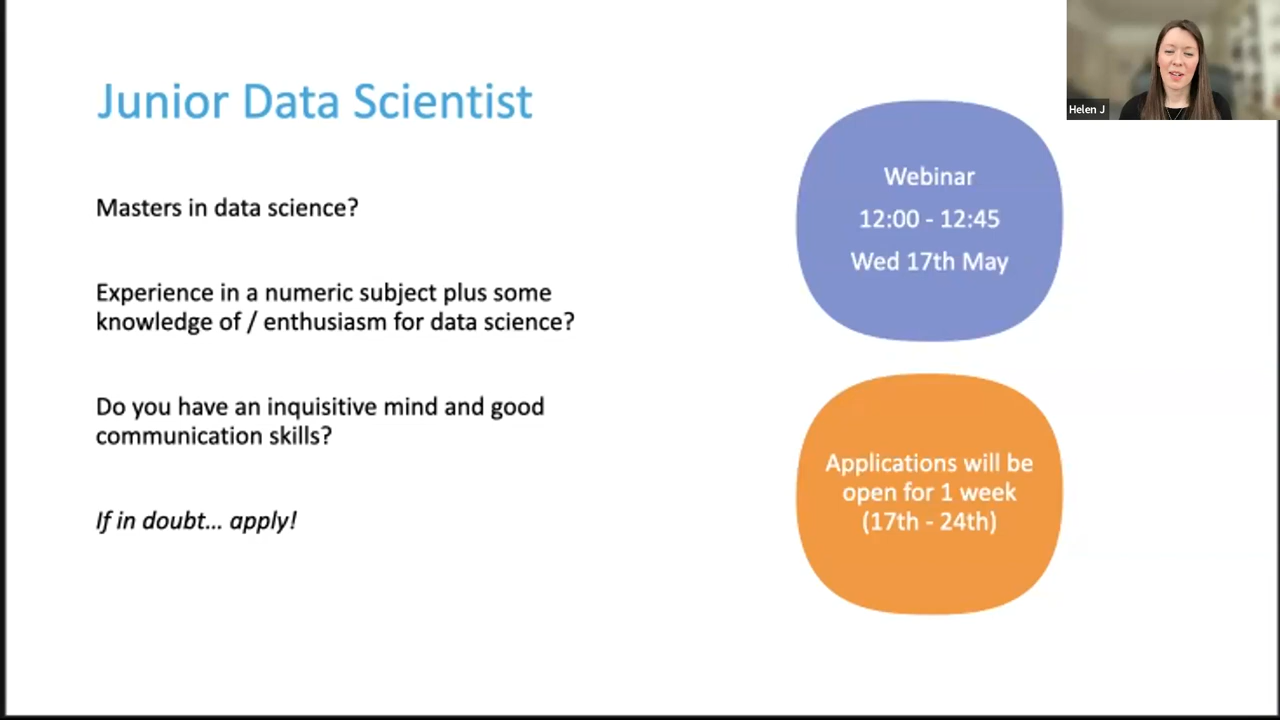 Junior Data Scientist
Masters in data science?
Experience in a numeric subject plus some
knowledge of / enthusiasm for data science?
Do you have an inquisitive mind and good
communication skills?
If in doubt... apply!
Webinar
12:00 - 12:45
Wed 17th May
Applications will be
open for 1 week
(17th - 24th)
Helen J